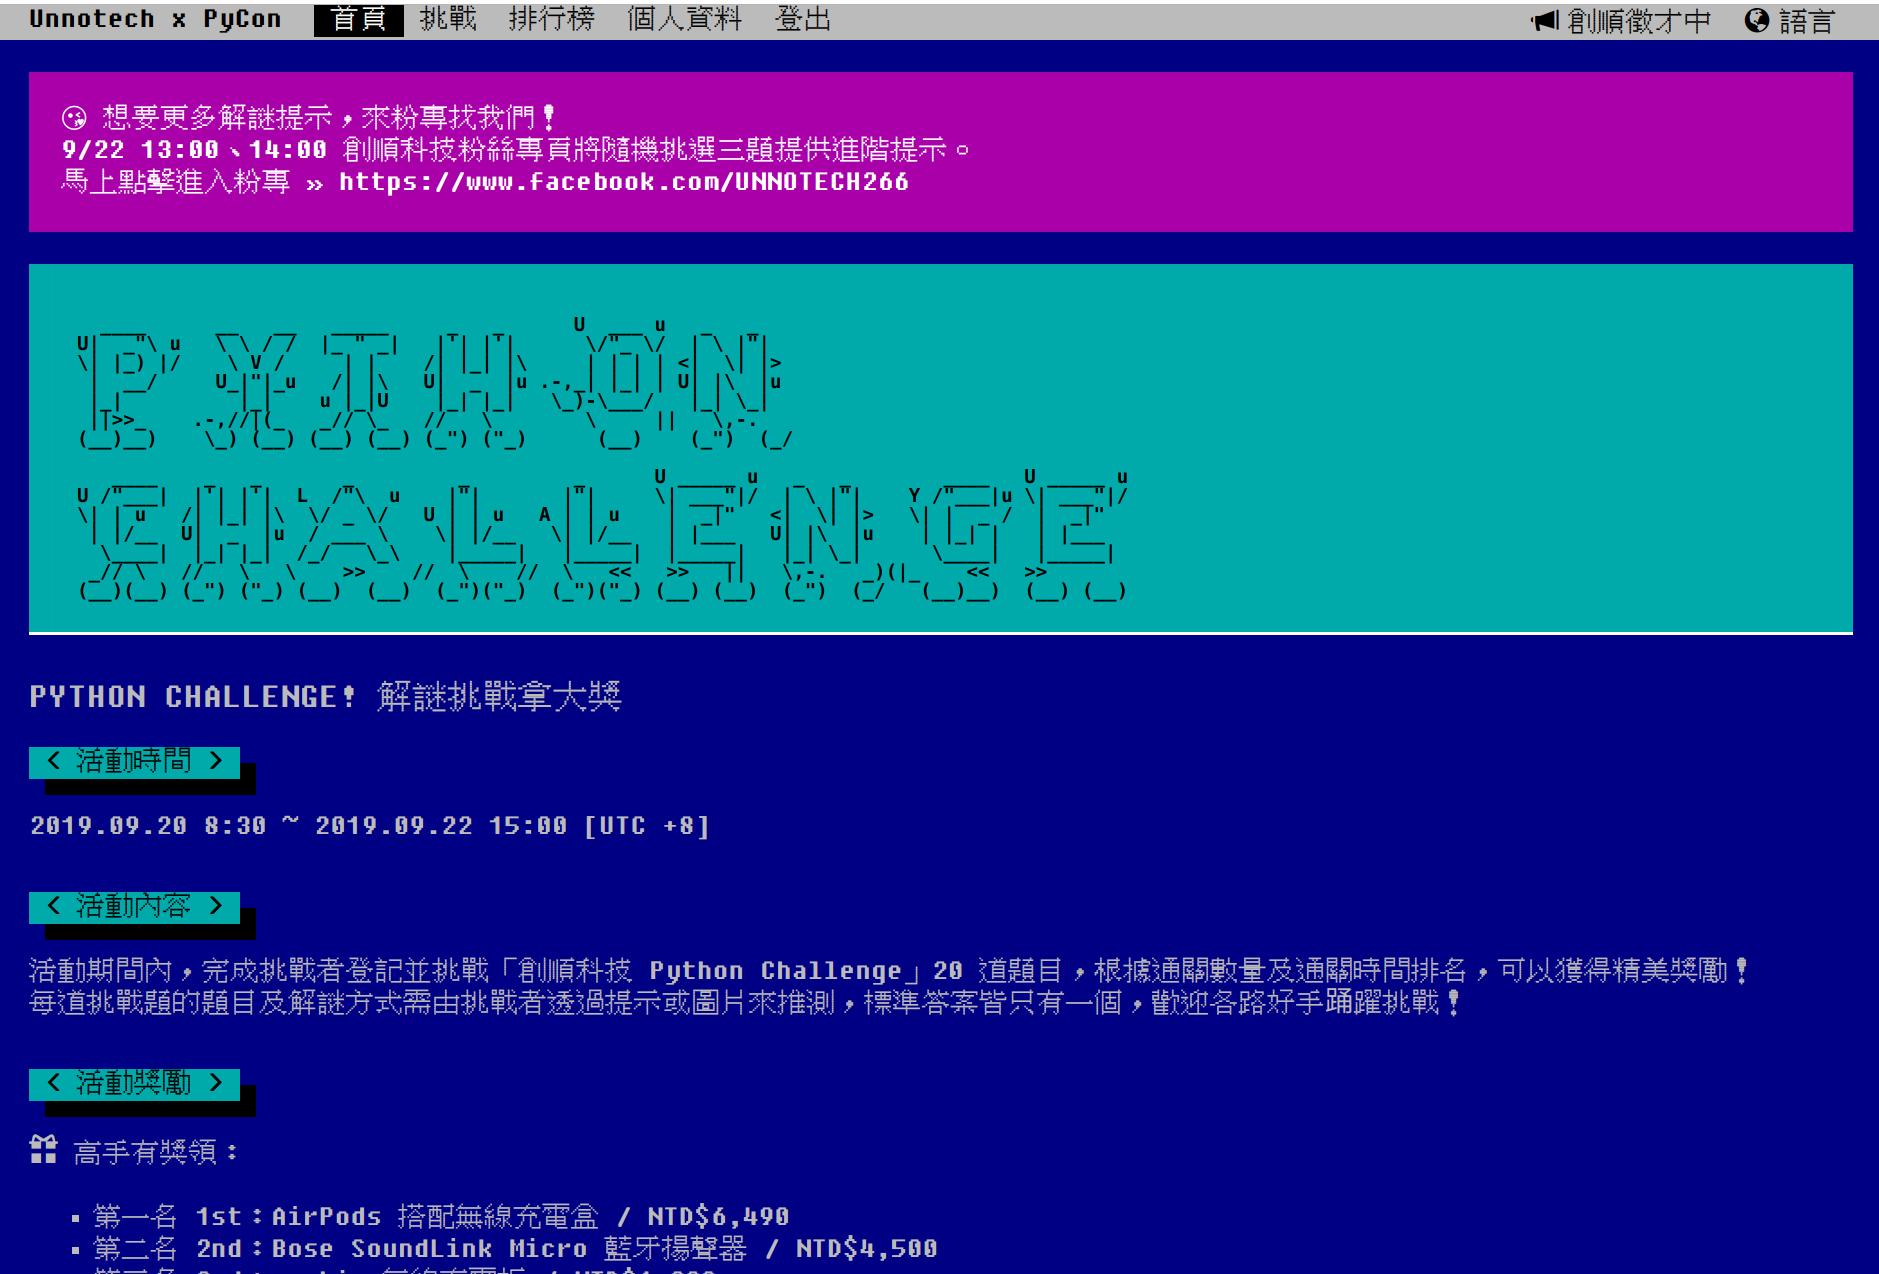 Unnotech x PyCon 首頁 挑戰 排行榜 個人資料 登出 創順徵才中 語言
想要更多解謎提示，來粉專找我們！
9/22 13:00、14:00 創順科技粉絲專頁將隨機挑選三題提供進階提示。
馬上點擊進入粉專 » https://www.facebook.com/UNNOTECH266
PYTHON
CHALLENGE
PYTHON CHALLENGE! 解謎挑戰拿大獎
< 活動時間 >
2019.09.20 8:30 ~ 2019.09.22 15:00 [UTC +8]
< 活動內容 >
活動期間內，完成挑戰者登記並挑戰「創順科技 Python Challenge」20 道題目，根據通關數量及通關時間排名，可以獲得精美獎勵！
每道挑戰題的題目及解謎方式需由挑戰者透過提示或圖片來推測，標準答案皆只有一個，歡迎各路好手踊躍挑戰！
< 活動獎勵 >
高手有獎領：
▪ 第一名 1st：AirPods 搭配無線充電盒 / NTD$6,490
▪ 第二名 2nd：Bose SoundLink Micro 藍牙揚聲器 / NTD$4,500